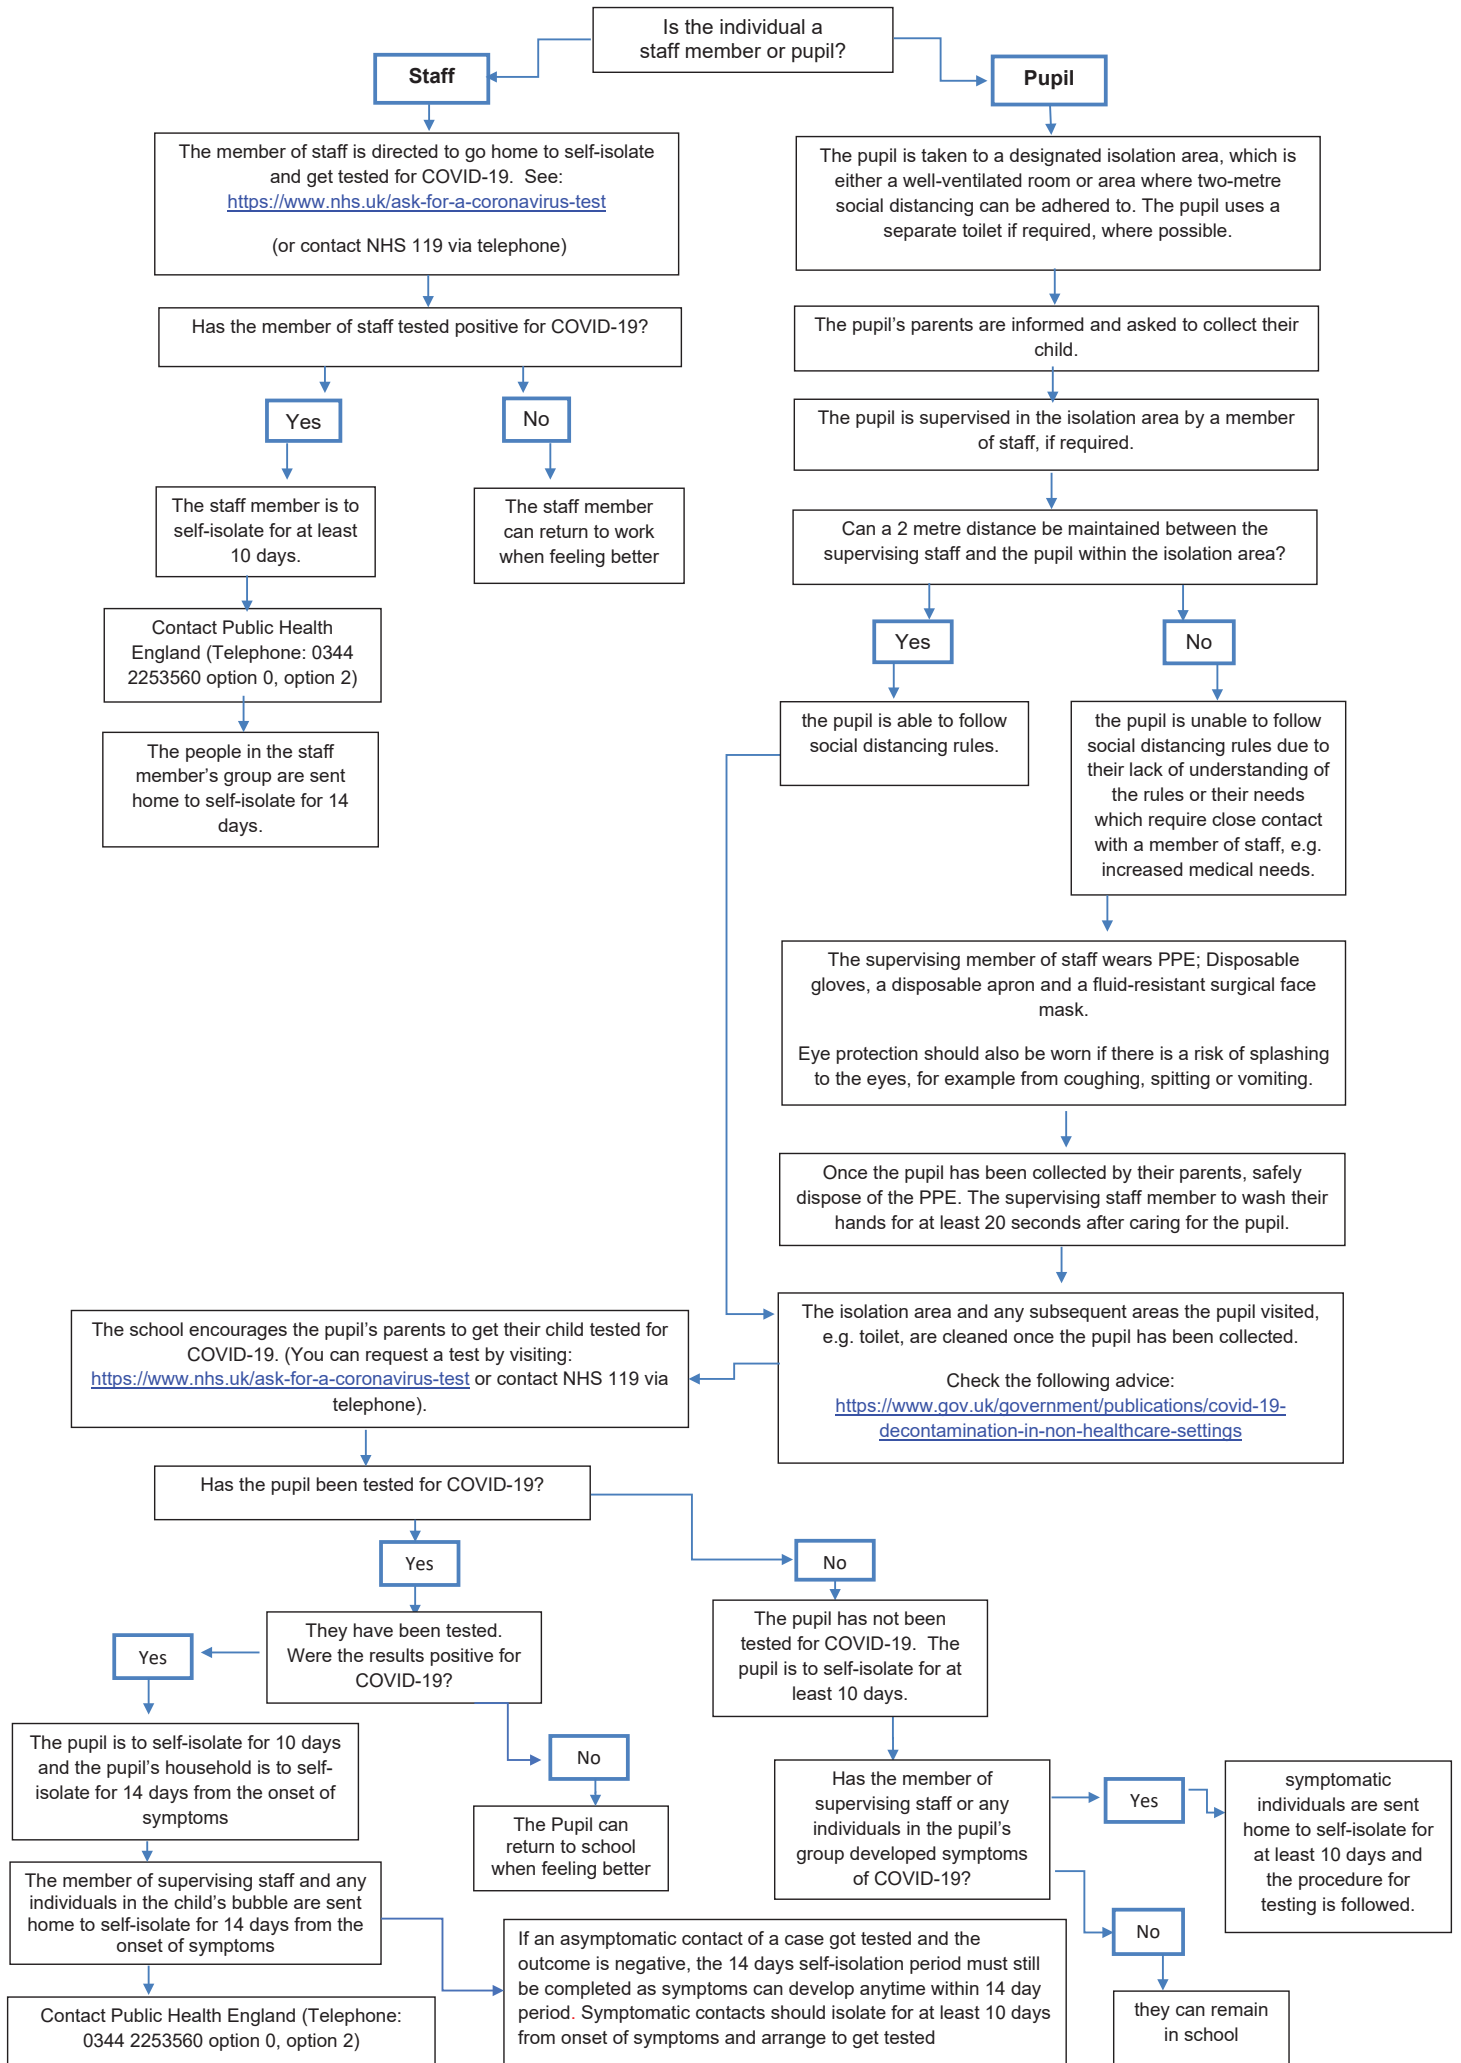 Is the individual a
staff member or pupil?
Staff
The member of staff is directed to go home to self-isolate
and get tested for COVID-19.  See:
https://www.nhs.uk/ask-for-a-coronavirus-test
(or contact NHS 119 via telephone)
Has the member of staff tested positive for COVID-19?
Yes
The staff member is to
self-isolate for at least
10 days.
Contact Public Health
England (Telephone: 0344
2253560 option 0, option 2)
The people in the staff
member's group are sent
home to self-isolate for 14
days.
No
The staff member
can return to work
when feeling better
Pupil
The pupil is taken to a designated isolation area, which is
either a well-ventilated room or area where two-metre
social distancing can be adhered to. The pupil uses a
separate toilet if required, where possible.
The pupil's parents are informed and asked to collect their
child.
The pupil is supervised in the isolation area by a member
of staff, if required.
Can a 2 metre distance be maintained between the
supervising staff and the pupil within the isolation area?
Yes
the pupil is able to follow
social distancing rules.
No
the pupil is unable to follow
social distancing rules due to
their lack of understanding of
the rules or their needs
which require close contact
with a member of staff, e.g.
increased medical needs.
The supervising member of staff wears PPE; Disposable
gloves, a disposable apron and a fluid-resistant surgical face
mask.
Eye protection should also be worn if there is a risk of splashing
to the eyes, for example from coughing, spitting or vomiting.
Once the pupil has been collected by their parents, safely
dispose of the PPE. The supervising staff member to wash their
hands for at least 20 seconds after caring for the pupil.
The isolation area and any subsequent areas the pupil visited,
e.g. toilet, are cleaned once the pupil has been collected.
Check the following advice:
https://www.gov.uk/government/publications/covid-19-
decontamination-in-non-healthcare-settings
The school encourages the pupil's parents to get their child tested for
COVID-19. (You can request a test by visiting:
https://www.nhs.uk/ask-for-a-coronavirus-test or contact NHS 119 via
telephone).
Has the pupil been tested for COVID-19?
Yes
They have been tested.
Were the results positive for
COVID-19?
Yes
The pupil is to self-isolate for 10 days
and the pupil's household is to self-
isolate for 14 days from the onset of
symptoms
The member of supervising staff and any
individuals in the child's bubble are sent
home to self-isolate for 14 days from the
onset of symptoms
Contact Public Health England (Telephone:
0344 2253560 option 0, option 2)
No
The Pupil can
return to school
when feeling better
If an asymptomatic contact of a case got tested and the
outcome is negative, the 14 days self-isolation period must still
be completed as symptoms can develop anytime within 14 day
period. Symptomatic contacts should isolate for at least 10 days
from onset of symptoms and arrange to get tested
No
The pupil has not been
tested for COVID-19.  The
pupil is to self-isolate for at
least 10 days.
Has the member of
supervising staff or any
individuals in the pupil's
group developed symptoms
of COVID-19?
Yes
symptomatic
individuals are sent
home to self-isolate for
at least 10 days and
the procedure for
testing is followed.
No
they can remain
in school